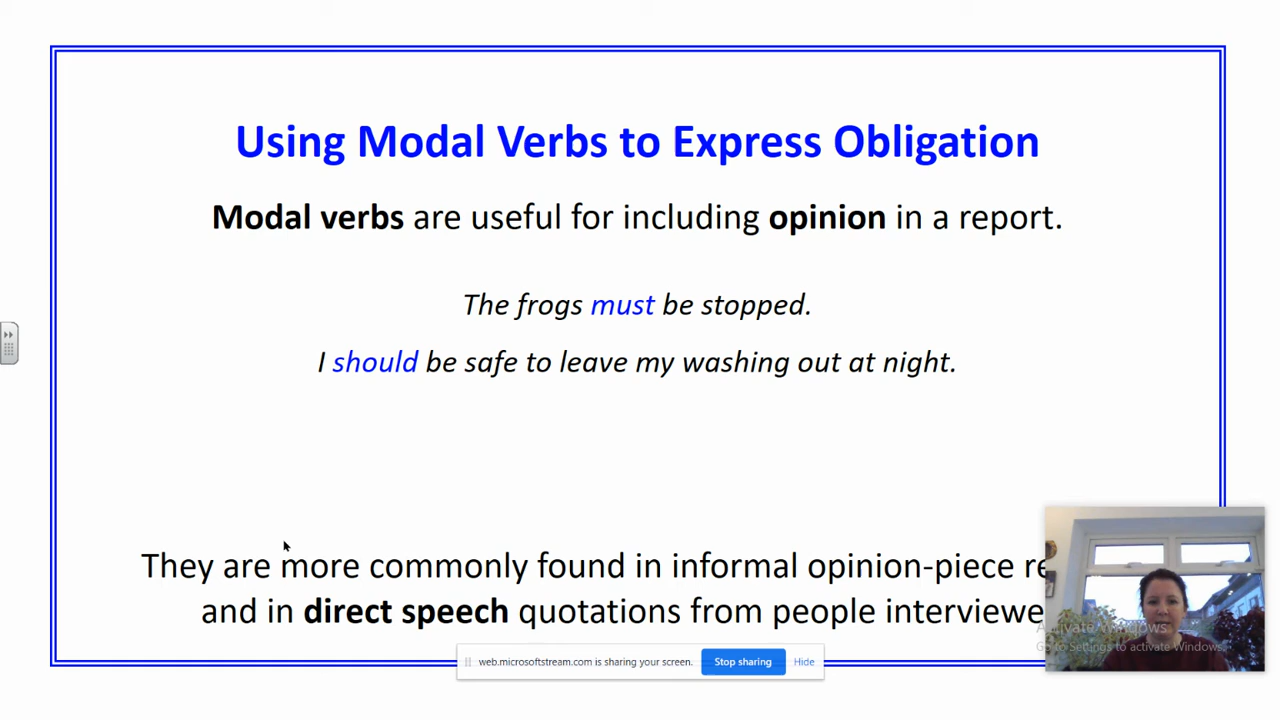 Using Modal Verbs to Express Obligation
Modal verbs are useful for including opinion in a report.
The frogs must be stopped.
I should be safe to leave my washing out at night.
They are more commonly found in informal opinion-piece
and in direct speech quotations from people
Activate Windows
Go to Settings to activate Windows.
web.microsoftstream.com is sharing your screen. Stop sharing Hide